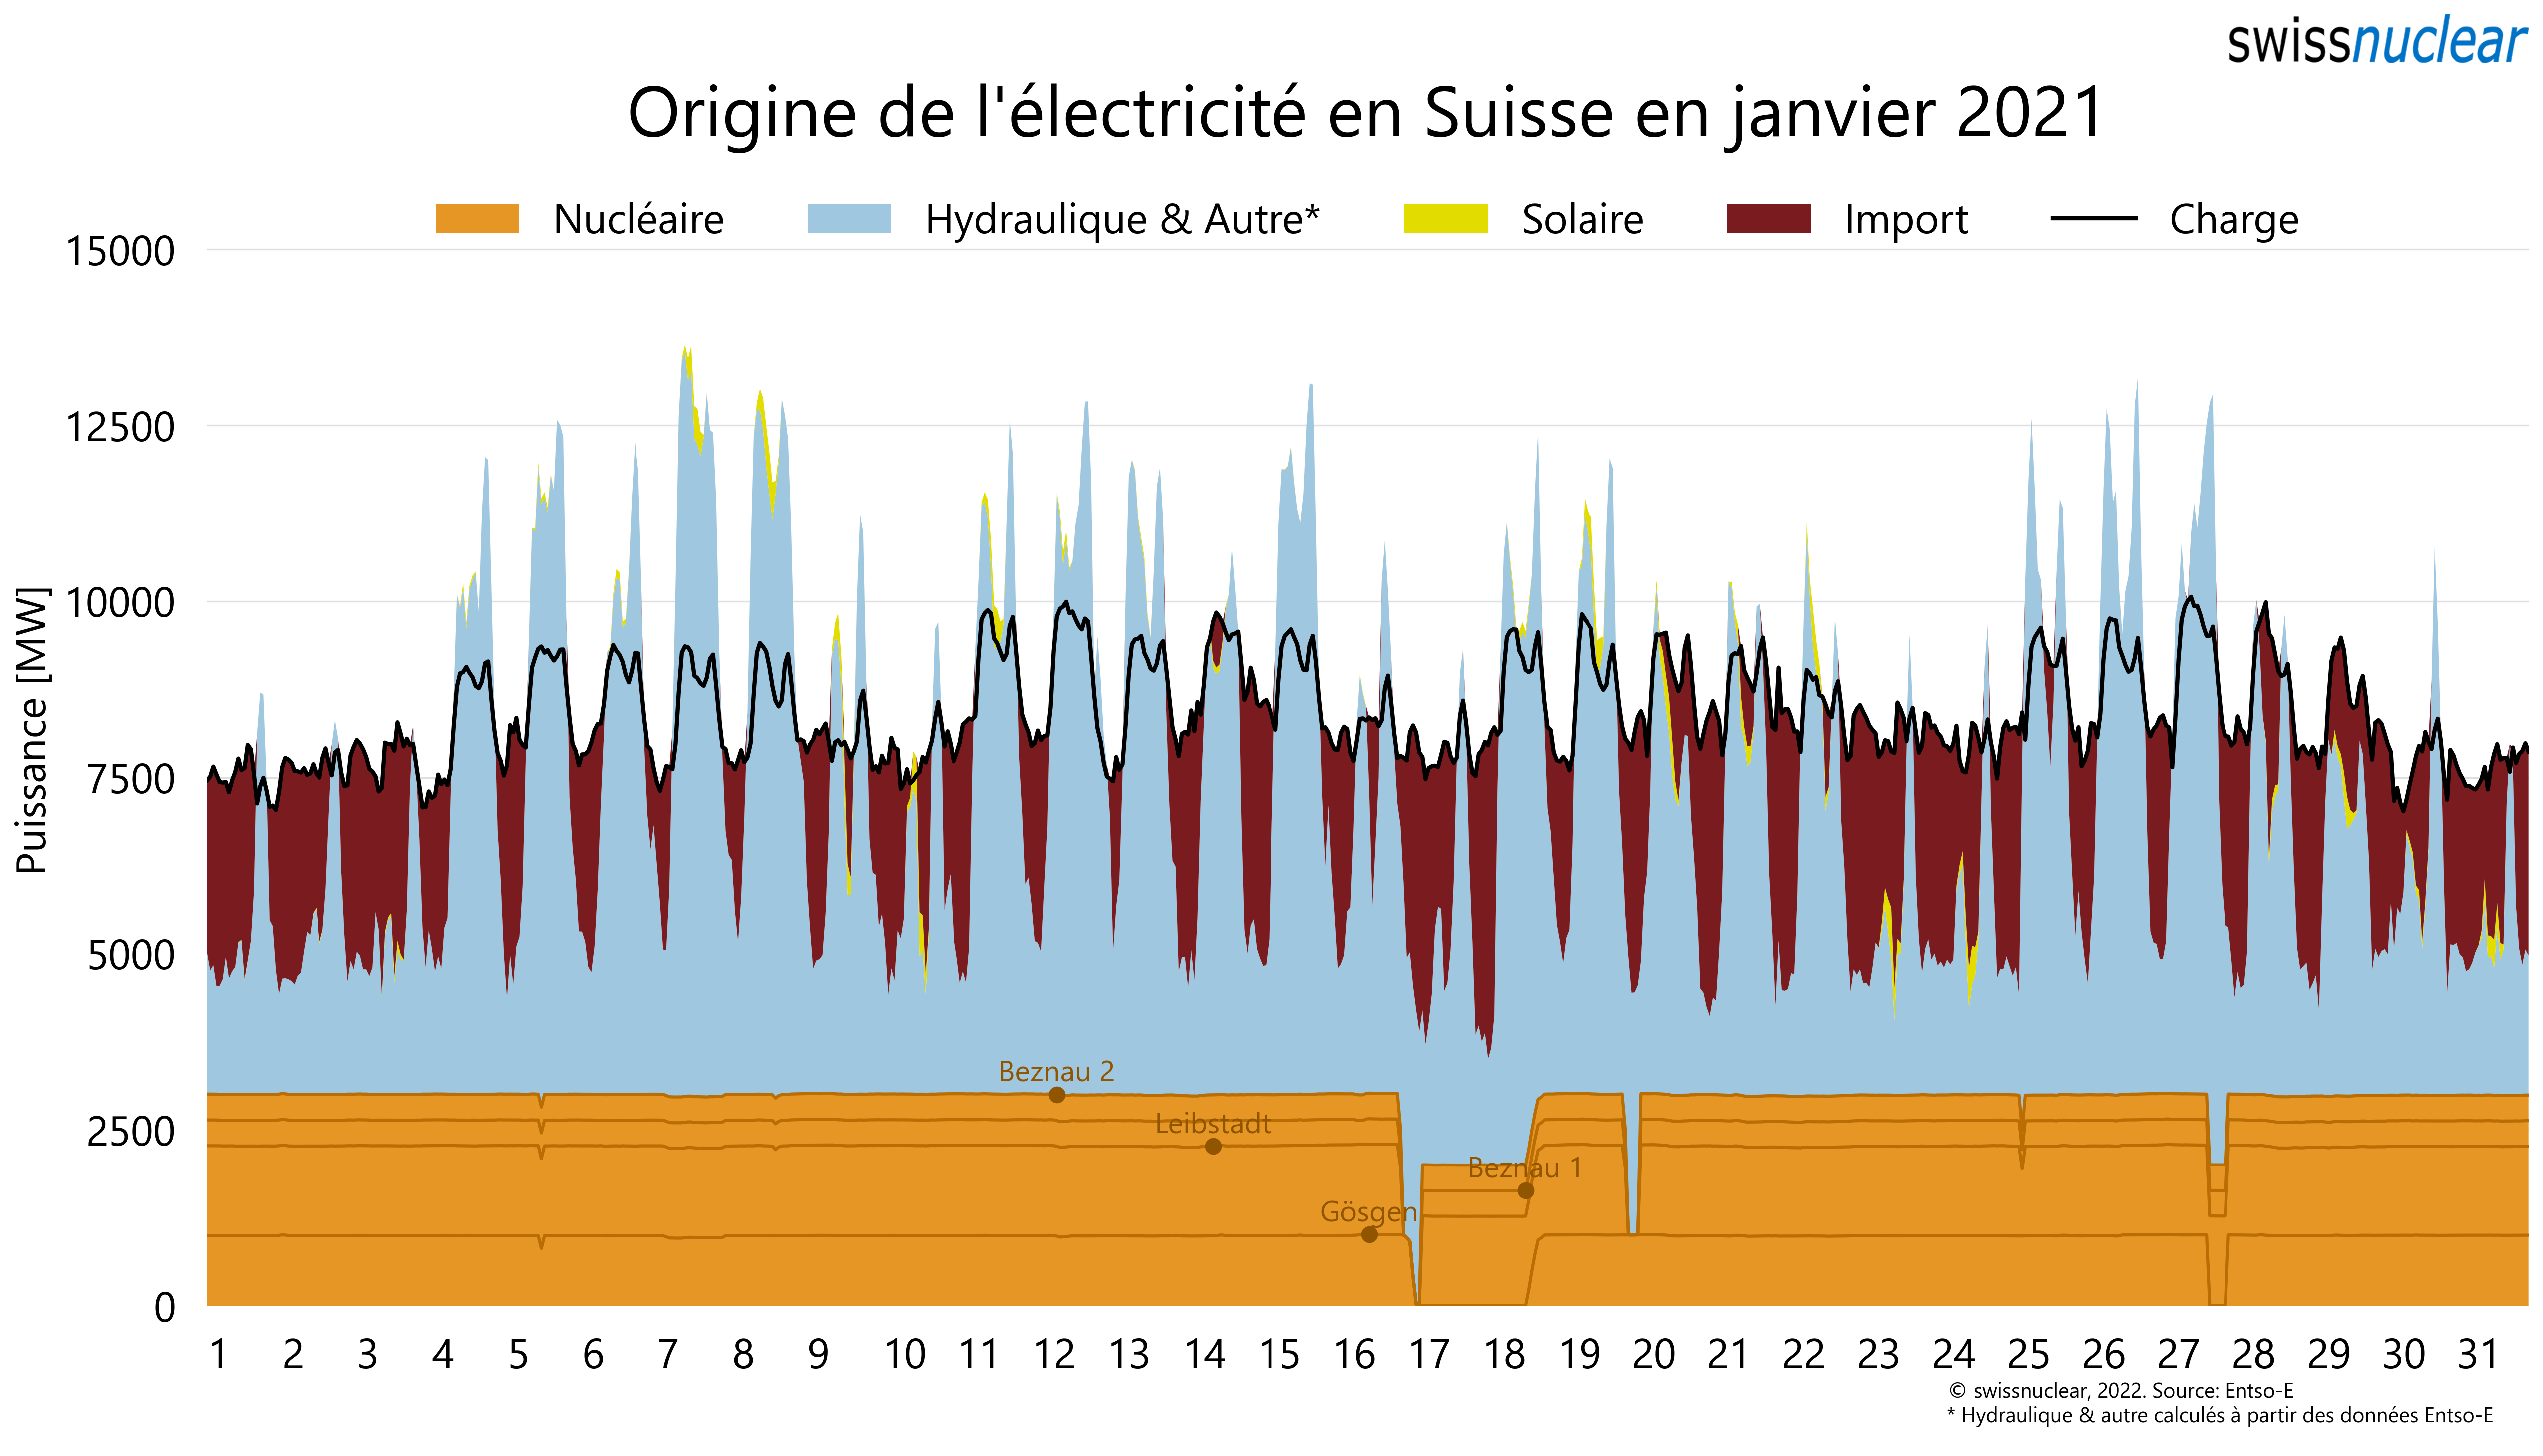 swissnuclear
Origine de l'électricité en Suisse en janvier 2021
Nucléaire Hydraulique & Autre* Solaire Import Charge
15000
12500
10000
7500
5000
2500
0
Puissance [MW]
Beznau 2
Leibstadt
Beznau 1
Gösgen
1 2 3 4 5 6 7 8 9 10 11 12 13 14 15 16 17 18 19 20 21 22 23 24 25 26 27 28 29 30 31
© swissnuclear, 2022. Source: Entso-E
* Hydraulique & autre calculés à partir des données Entso-E